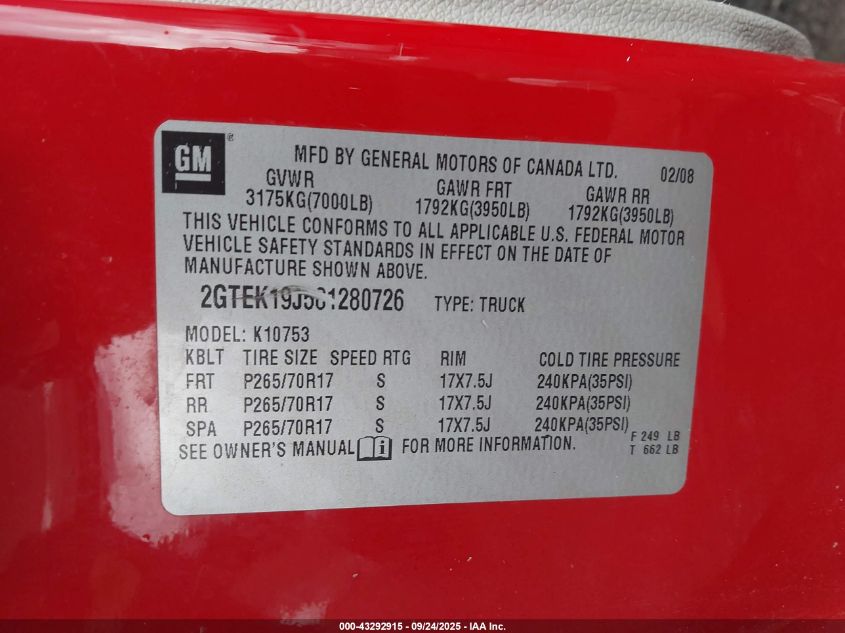 GM ®
MFD BY GENERAL MOTORS OF CANADA LTD. 02/08
GVWR GAWR FRT GAWR RR
3175KG(7000LB) 1792KG(3950LB) 1792KG(3950LB)
THIS VEHICLE CONFORMS TO ALL APPLICABLE U.S. FEDERAL MOTOR
VEHICLE SAFETY STANDARDS IN EFFECT ON THE DATE OF
MANUFACTURE SHOWN ABOVE.
2GTEK19J581280726 TYPE: TRUCK
MODEL: K10753
KBLT TIRE SIZE SPEED RTG RIM COLD TIRE PRESSURE
FRT P265/70R17 S 17X7.5J 240KPA(35PSI)
RR P265/70R17 S 17X7.5J 240KPA(35PSI)
SPA P265/70R17 S 17X7.5J 240KPA(35PSI)
SEE OWNER'S MANUAL i FOR MORE INFORMATION.
F 249 LB
T 662 LB
000-43292915 - 09/24/2025 - IAA Inc.